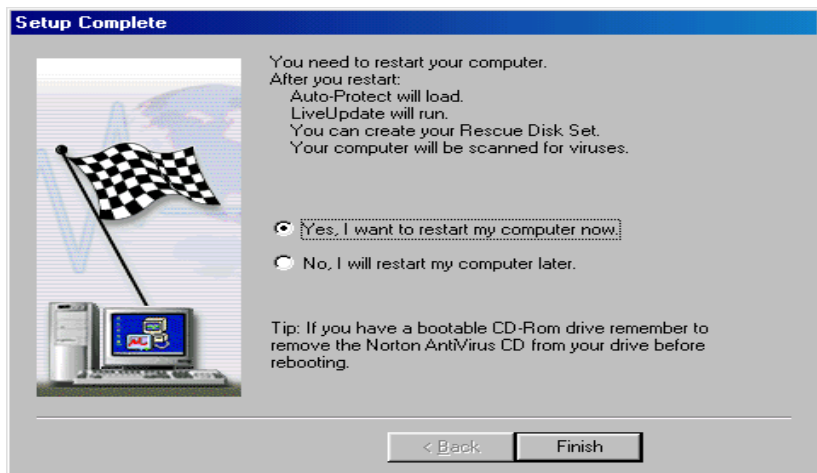 Setup Complete
You need to restart your computer.
After you restart:
Auto-Protect will load.
LiveUpdate will run.
You can create your Rescue Disk Set.
Your computer will be scanned for viruses.
Yes, I want to restart my computer now.
No, I will restart my computer later.
Tip: If you have a bootable CD-Rom drive remember to
remove the Norton AntiVirus CD from your drive before
rebooting.
< Back
Finish